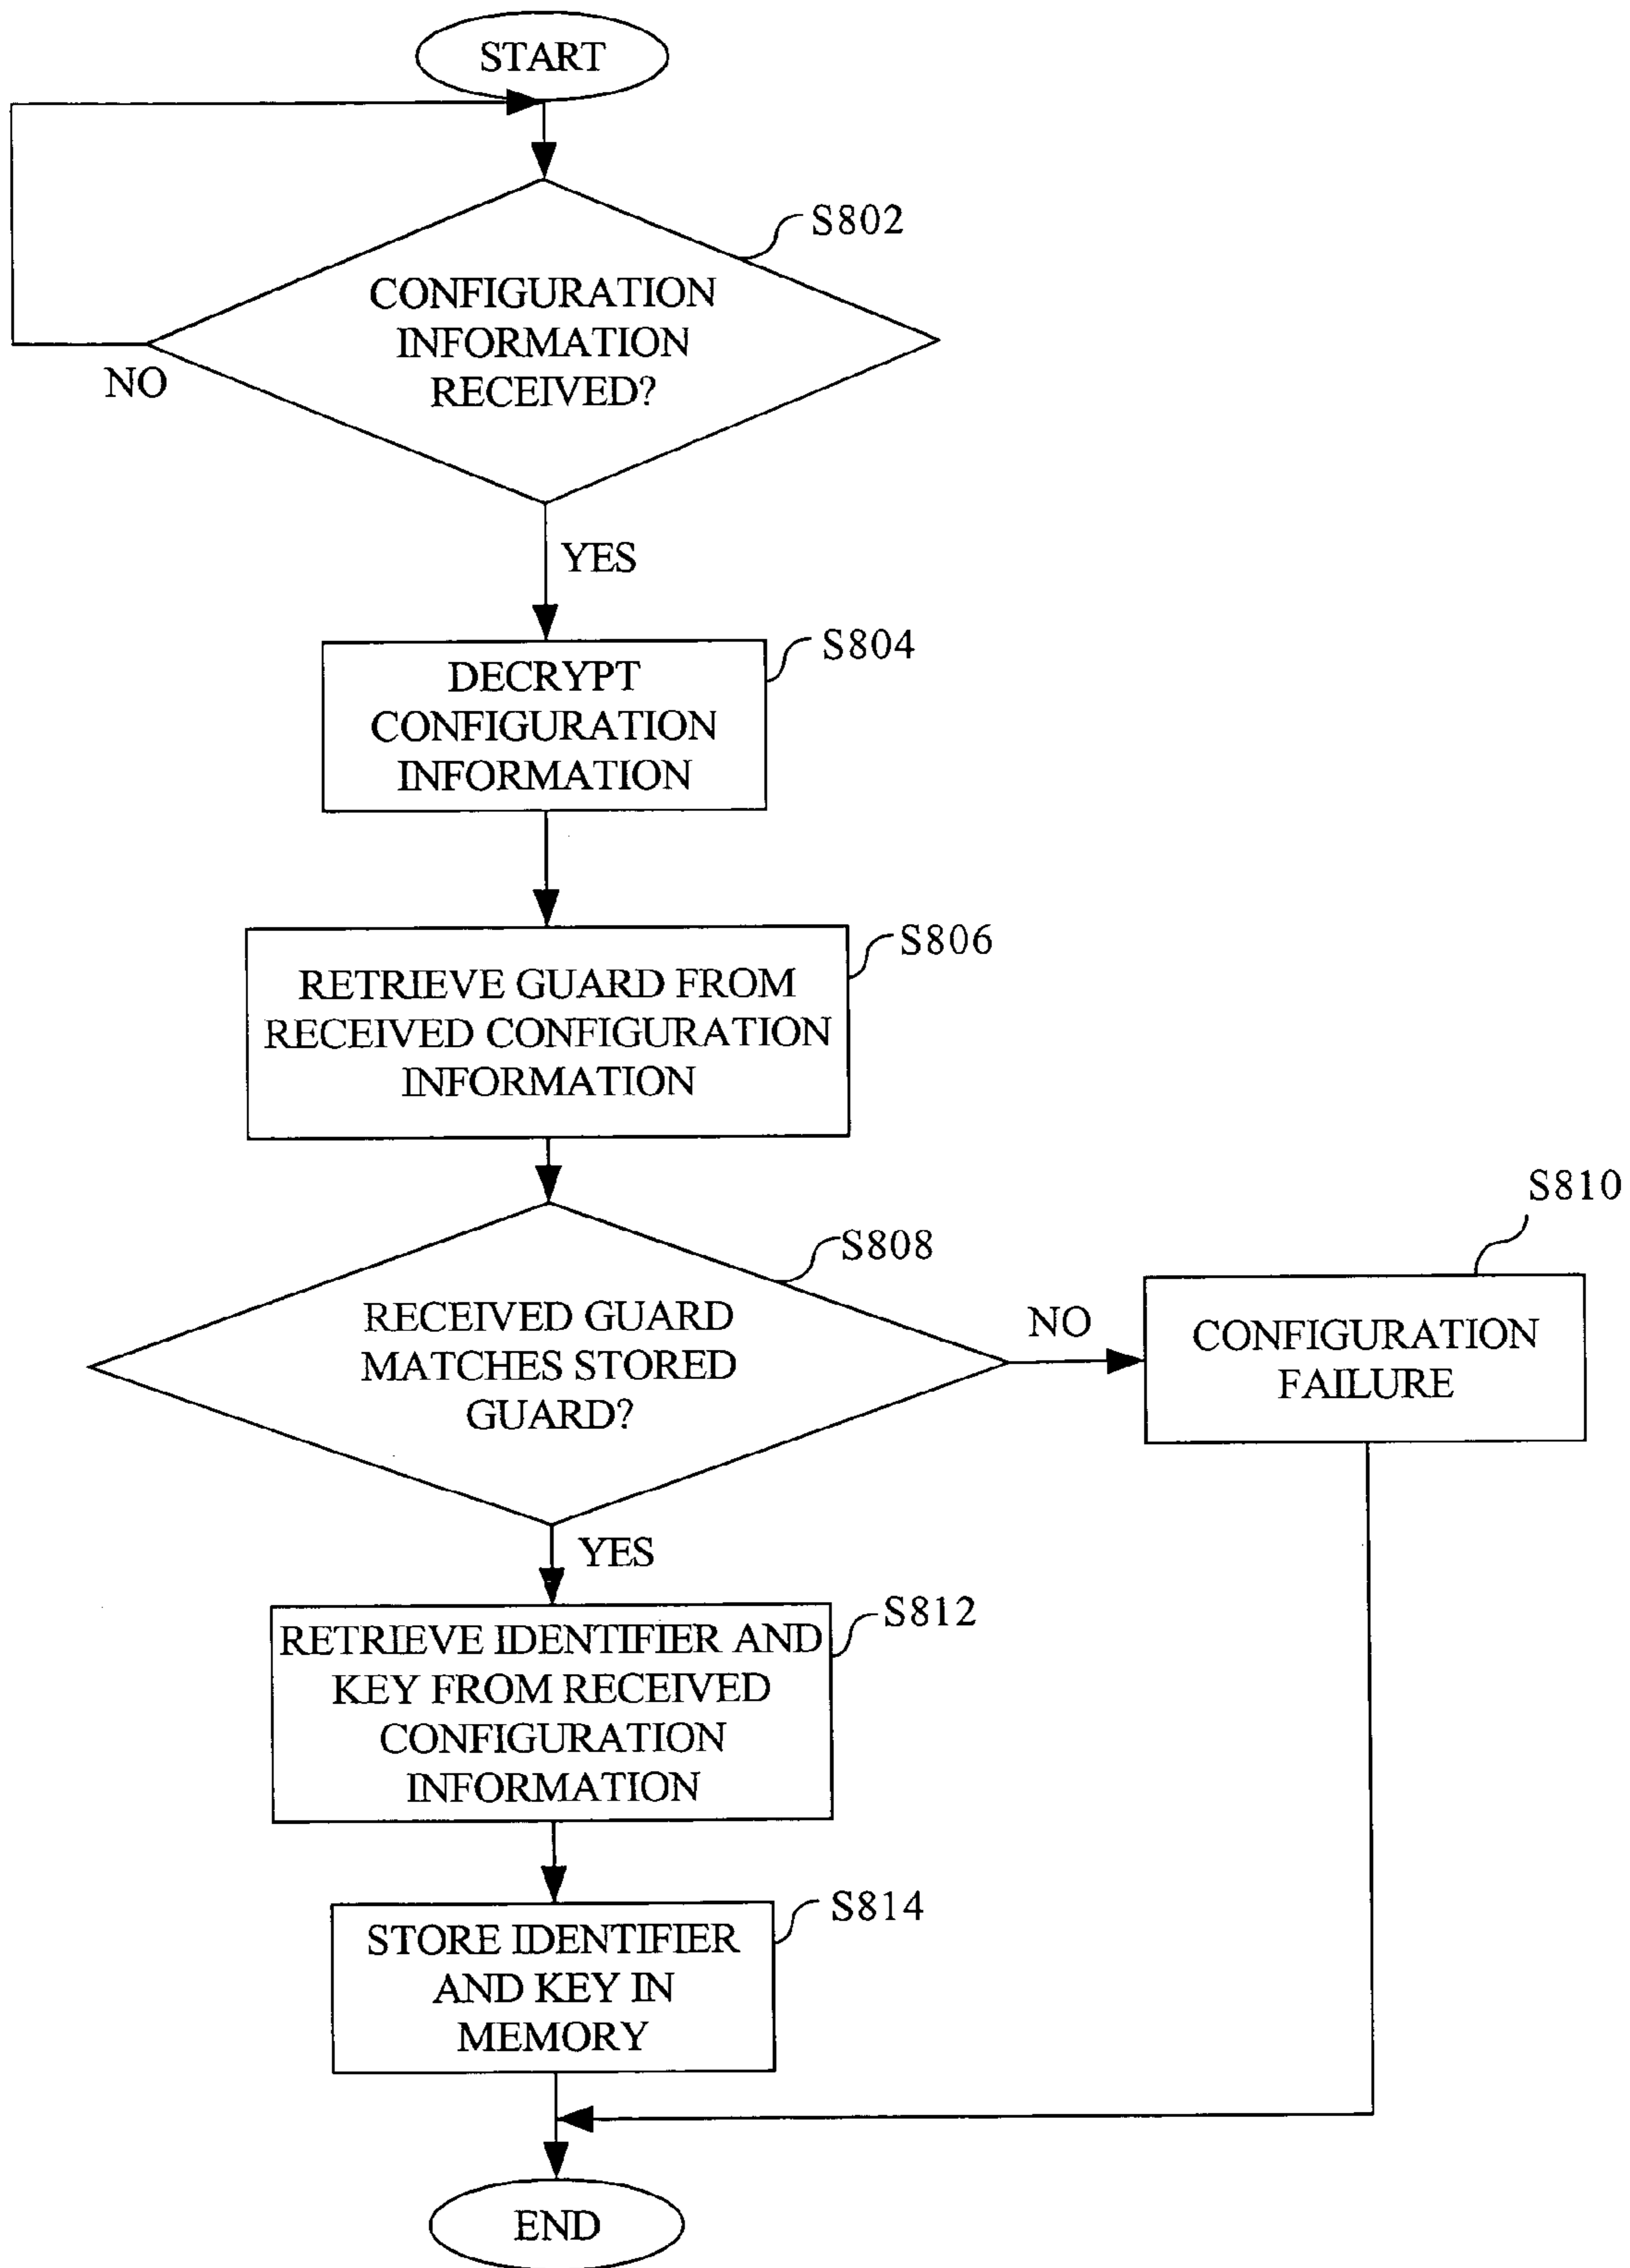 START
S802
CONFIGURATION
INFORMATION
RECEIVED?
NO
YES
S804
DECRYPT
CONFIGURATION
INFORMATION
S806
RETRIEVE GUARD FROM
RECEIVED CONFIGURATION
INFORMATION
S808
RECEIVED GUARD
MATCHES STORED
GUARD?
NO
S810
CONFIGURATION
FAILURE
YES
S812
RETRIEVE IDENTIFIER AND
KEY FROM RECEIVED
CONFIGURATION
INFORMATION
S814
STORE IDENTIFIER
AND KEY IN
MEMORY
END